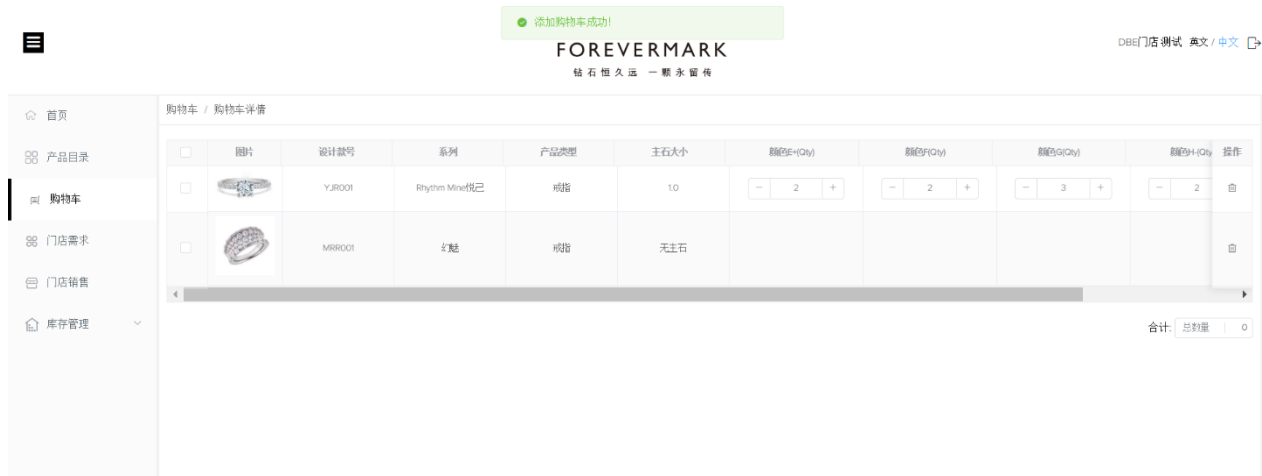 添加购物车成功!
FOREVERMARK
钻石恒久远 一颗永留传
DBE门店测试 英文 / 中文
首页
产品目录
购物车
门店需求
门店销售
库存管理
购物车 / 购物车详情
图片 设计款号 系列 产品类型 主石大小 颜色E+(Qty) 颜色F(Qty) 颜色G(Qty) 颜色H-(Qty 操作
YJR001 Rhythm Mine悦己 戒指 1.0 − 2 + − 2 + − 3 + − 2
MRR001 幻魅 戒指 无主石
合计: 总数量 0